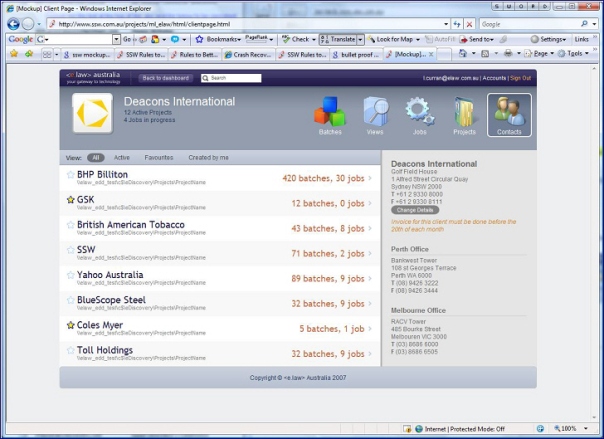 [Mockup] Client Page - Windows Internet Explorer
http://www.ssw.com.au/projects/ml_elaw/html/clientpage.html
Live Search
Google
Go
Bookmarks
PageRank
Check
Translate
Look for Map
AutoFill
Send to
Settings
Links
ssw mockup...
SSW Rules to...
Rules to Bett...
Crash Recov...
SSW Rules to...
bullet proof ...
[Mocku...
Page
Tools
<e.law> australia
your gateway to technology
Back to dashboard
Search
l.curran@elaw.com.au | Accounts | Sign Out
Deacons International
12 Active Projects
4 Jobs in progress
Batches
Views
Jobs
Projects
Contacts
View: All Active Favourites Created by me
BHP Billiton
420 batches, 30 jobs >
\\elaw_edd_test\c$\eDiscovery\Projects\ProjectName
GSK
12 batches, 0 jobs >
\\elaw_edd_test\c$\eDiscovery\Projects\ProjectName
British American Tobacco
43 batches, 8 jobs >
\\elaw_edd_test\c$\eDiscovery\Projects\ProjectName
SSW
71 batches, 2 jobs >
\\elaw_edd_test\c$\eDiscovery\Projects\ProjectName
Yahoo Australia
89 batches, 9 jobs >
\\elaw_edd_test\c$\eDiscovery\Projects\ProjectName
BlueScope Steel
32 batches, 9 jobs >
\\elaw_edd_test\c$\eDiscovery\Projects\ProjectName
Coles Myer
5 batches, 1 job >
\\elaw_edd_test\c$\eDiscovery\Projects\ProjectName
Toll Holdings
32 batches, 9 jobs >
\\elaw_edd_test\c$\eDiscovery\Projects\ProjectName
Deacons International
Golf Field House
1 Alfred Street Circular Quay
Sydney NSW 2006
T +61 2 9330 8000
F +61 2 9330 8111
Change Details
Invoice for this client must be done before the
20th of each month
Perth Office
Bankwest Tower
108 st Georges Terrace
Perth WA 6000
T (08) 9426 3222
F (08) 9426 3444
Melbourne Office
RACV Tower
485 Bourke Street
Melbouren VIC 3000
T (03) 8686 6000
F (03) 8686 6505
Copyright © <e.law> Australia 2007
Internet | Protected Mode: Off
100%